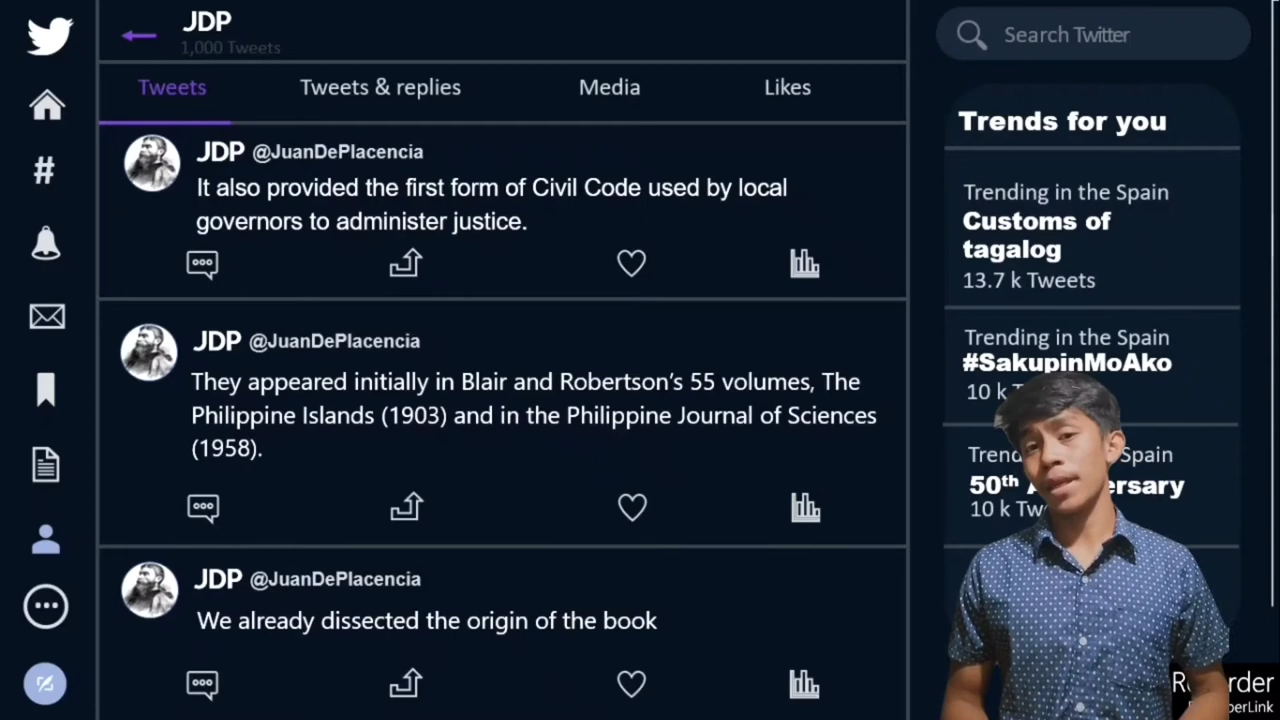 JDP
1,000 Tweets
Tweets
Tweets & replies
Media
Likes
JDP @JuanDePlacencia
It also provided the first form of Civil Code used by local
governors to administer justice.
JDP @JuanDePlacencia
They appeared initially in Blair and Robertson's 55 volumes, The
Philippine Islands (1903) and in the Philippine Journal of Sciences
(1958).
JDP @JuanDePlacencia
We already dissected the origin of the book
Search Twitter
Trends for you
Trending in the Spain
Customs of
tagalog
13.7 k Tweets
Trending in the Spain
#SakupinMoAko
10 k
Spain
50th
10 k